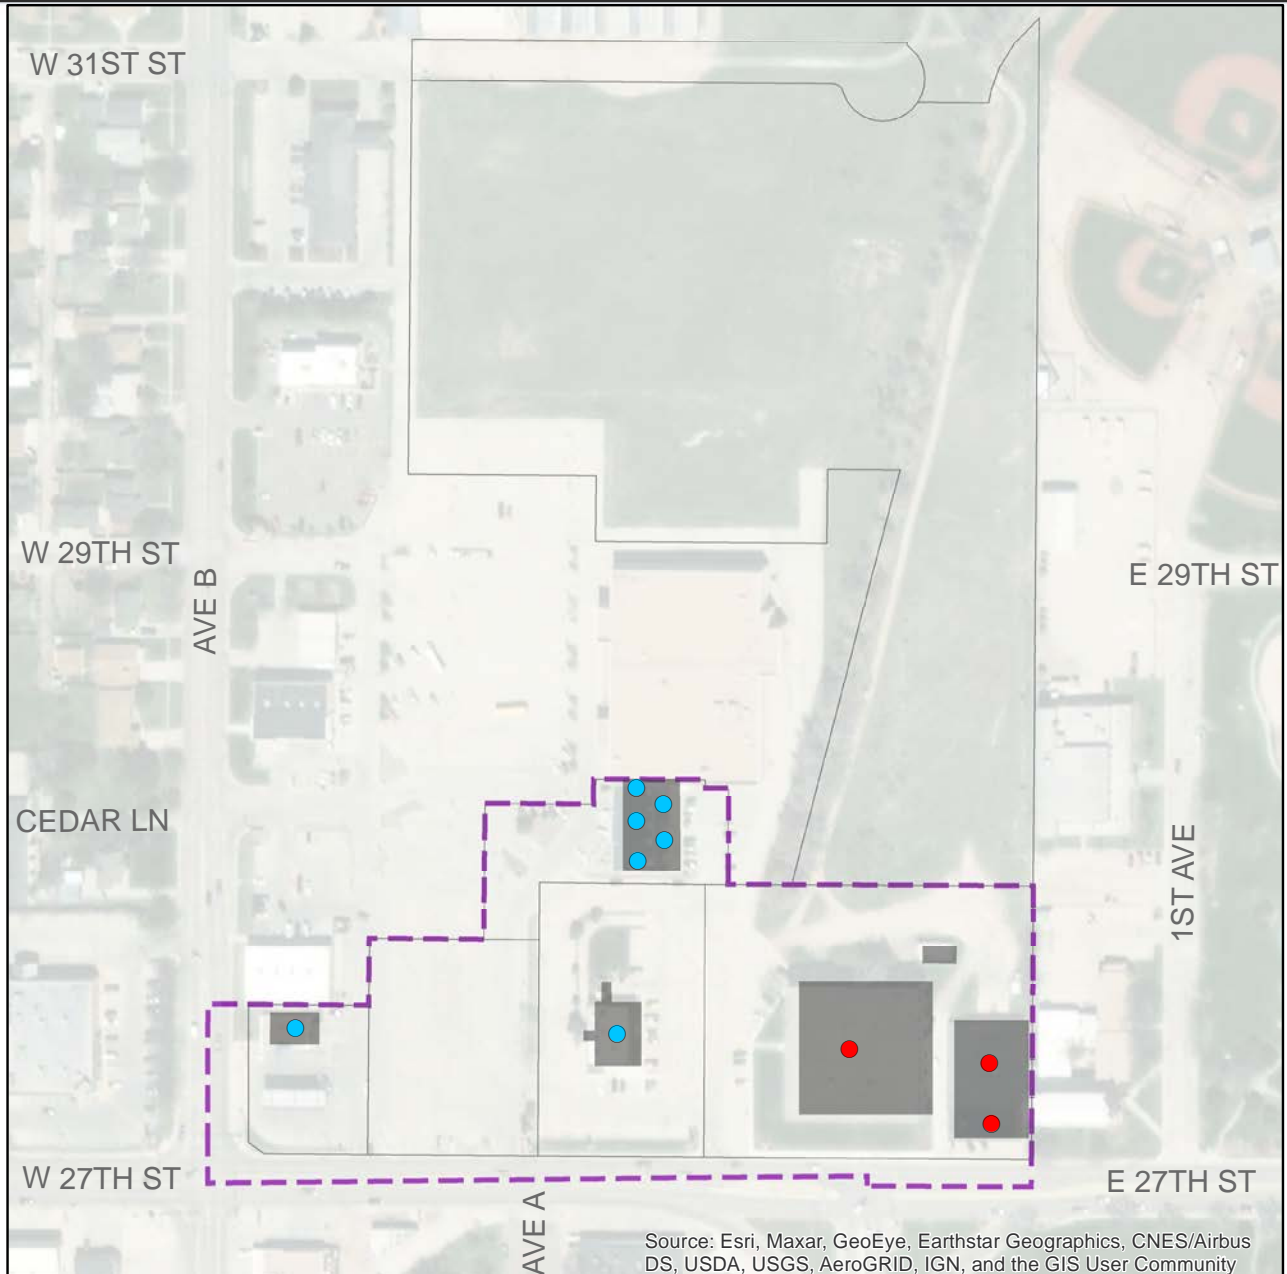 W 31ST ST
W 29TH ST
E 29TH ST
AVE B
CEDAR LN
1ST AVE
W 27TH ST
E 27TH ST
AVE A
Source: Esri, Maxar, GeoEye, Earthstar Geographics, CNES/Airbus
DS, USDA, USGS, AeroGRID, IGN, and the GIS User Community